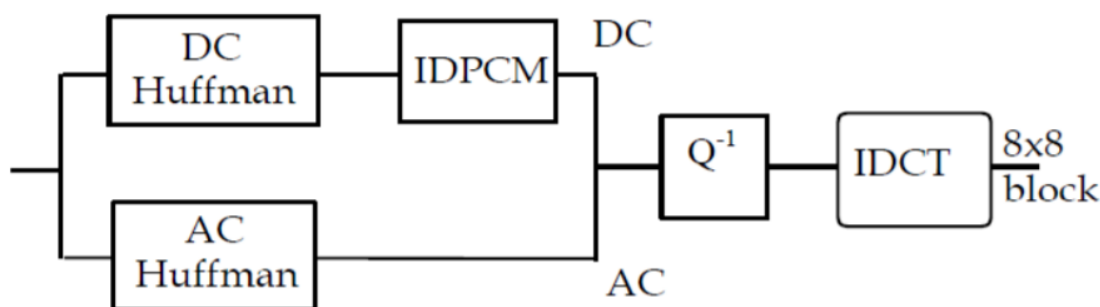 DC
Huffman
IDPCM
DC
Q⁻¹
IDCT
8x8
block
AC
Huffman
AC